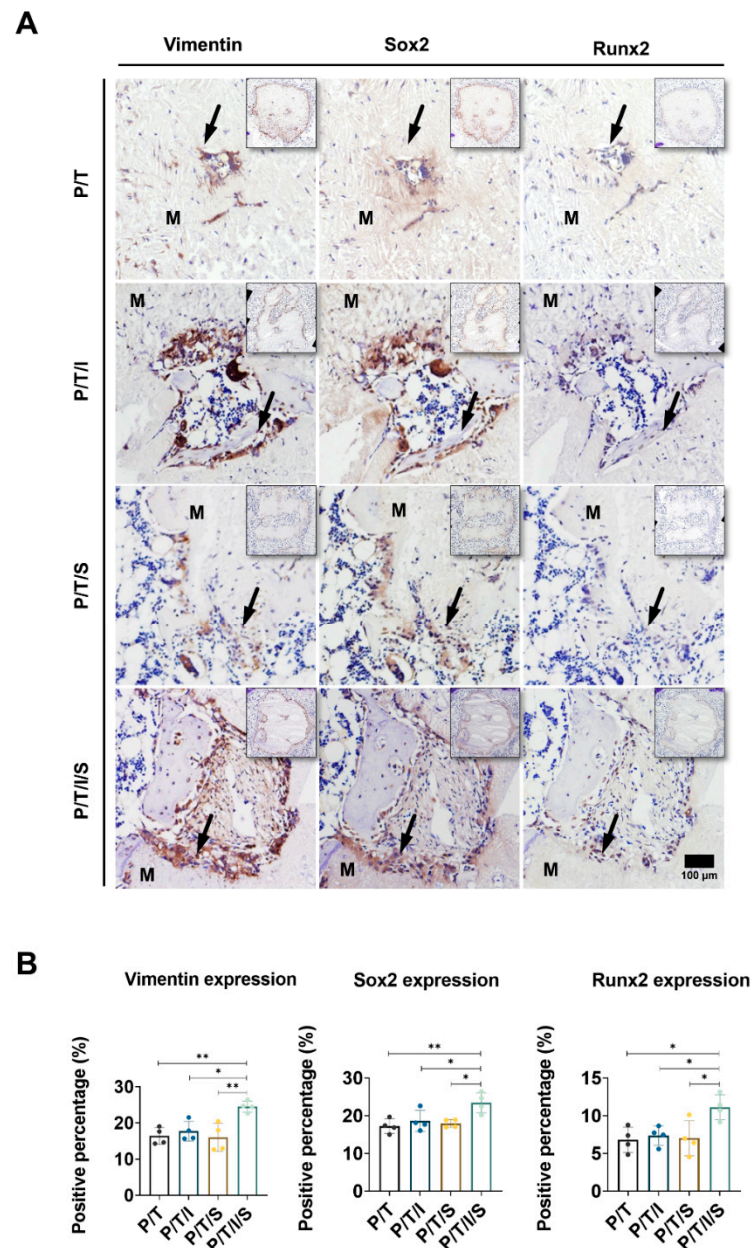 A
Vimentin Sox2 Runx2
P/T
M M M
P/T/I
M M M
P/T/S
M M M
P/T/I/S
M M M
100 µm
B
Vimentin expression Sox2 expression Runx2 expression
Positive percentage (%) Positive percentage (%) Positive percentage (%)
** ** *
* * *
** * *
30 30 15
20 20 10
10 10 5
0 0 0
P/T P/T/I P/T/S P/T/I/S P/T P/T/I P/T/S P/T/I/S P/T P/T/I P/T/S P/T/I/S